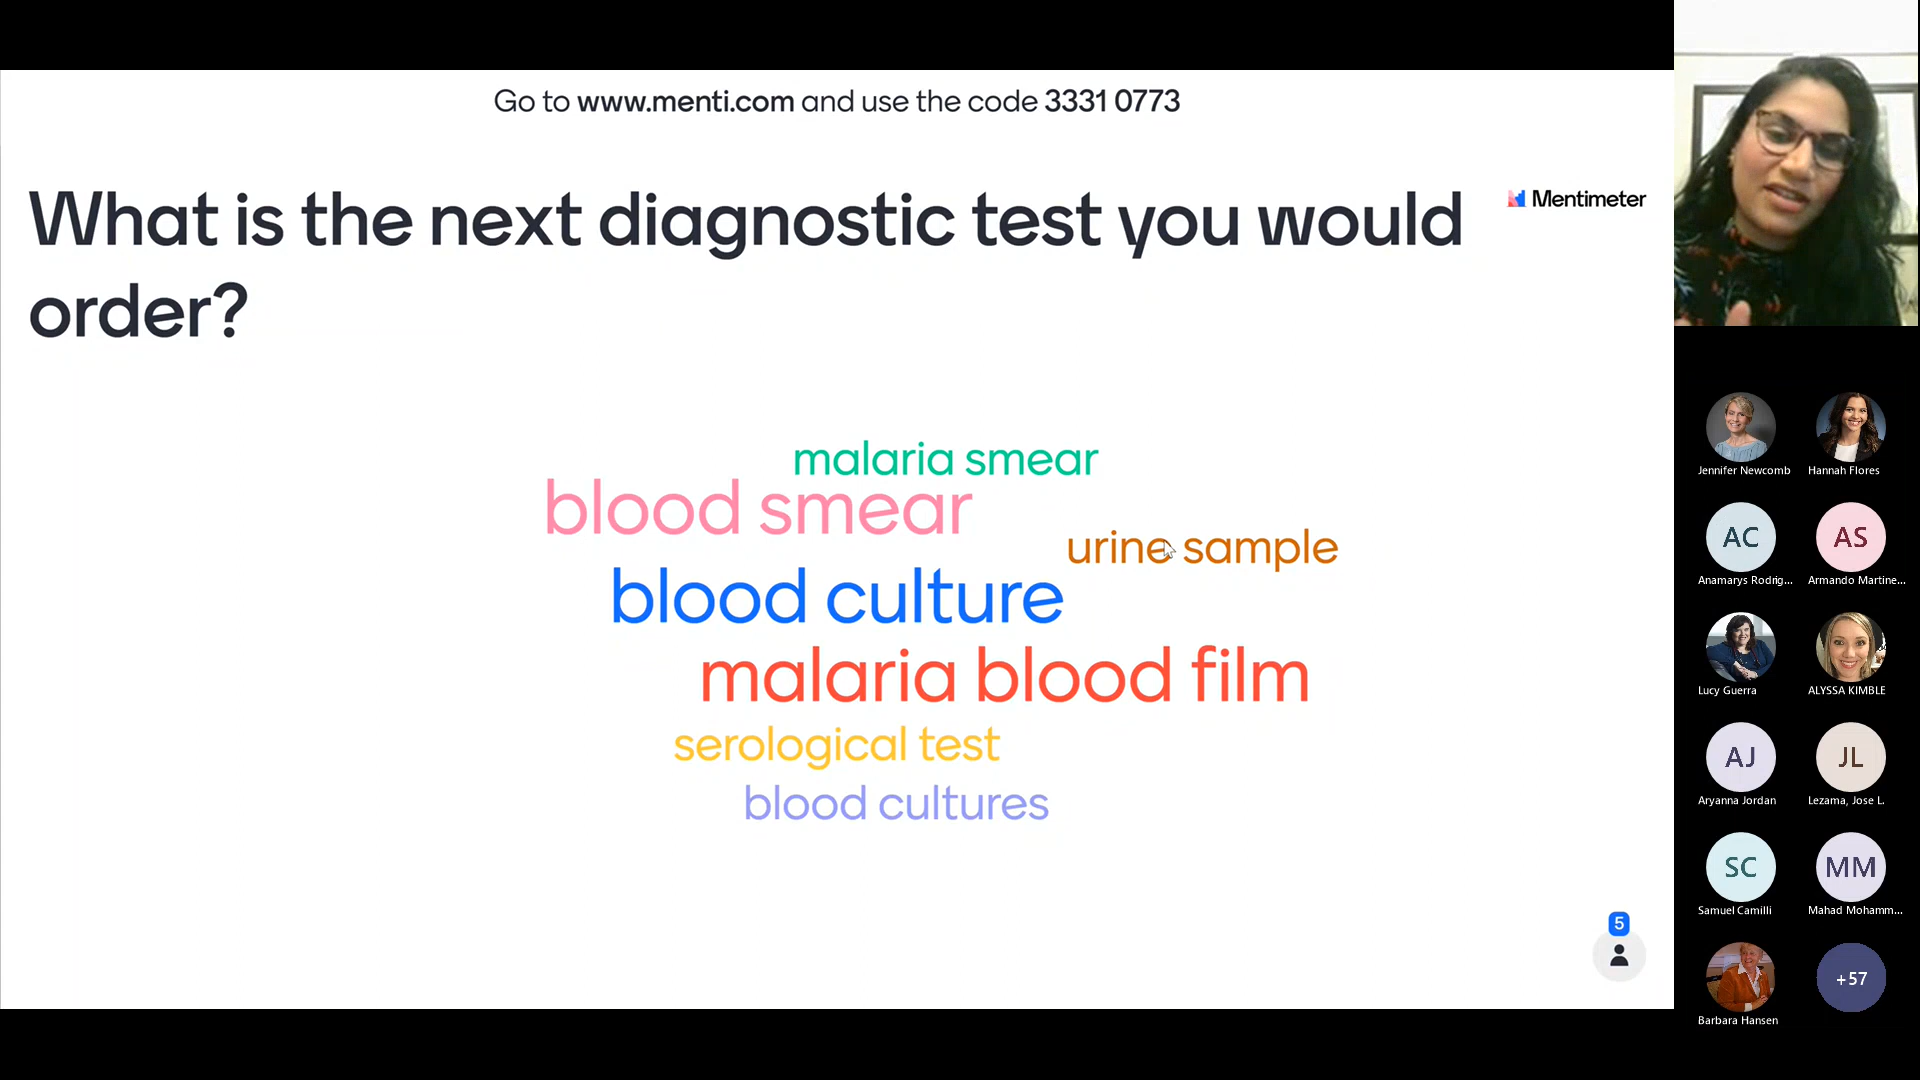 Go to www.menti.com and use the code 3331 0773
What is the next diagnostic test you would
order?
Mentimeter
malaria smear
blood smear
urine sample
blood culture
malaria blood film
serological test
blood cultures
5
Jennifer Newcomb
Hannah Flores
AC
AS
Anamarys Rodrig...
Armando Martine...
Lucy Guerra
ALYSSA KIMBLE
AJ
JL
Aryanna Jordan
Lezama, Jose L.
SC
MM
Samuel Camilli
Mahad Mohamm...
+57
Barbara Hansen